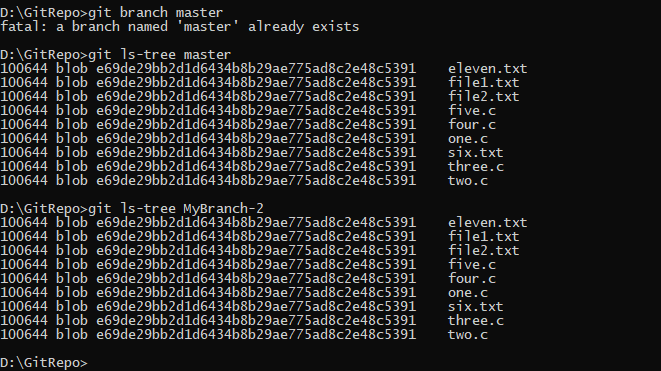 D:\GitRepo>git branch master
fatal: a branch named 'master' already exists
D:\GitRepo>git ls-tree master
100644 blob e69de29bb2d1d6434b8b29ae775ad8c2e48c5391    eleven.txt
100644 blob e69de29bb2d1d6434b8b29ae775ad8c2e48c5391    file1.txt
100644 blob e69de29bb2d1d6434b8b29ae775ad8c2e48c5391    file2.txt
100644 blob e69de29bb2d1d6434b8b29ae775ad8c2e48c5391    five.c
100644 blob e69de29bb2d1d6434b8b29ae775ad8c2e48c5391    four.c
100644 blob e69de29bb2d1d6434b8b29ae775ad8c2e48c5391    one.c
100644 blob e69de29bb2d1d6434b8b29ae775ad8c2e48c5391    six.txt
100644 blob e69de29bb2d1d6434b8b29ae775ad8c2e48c5391    three.c
100644 blob e69de29bb2d1d6434b8b29ae775ad8c2e48c5391    two.c
D:\GitRepo>git ls-tree MyBranch-2
100644 blob e69de29bb2d1d6434b8b29ae775ad8c2e48c5391    eleven.txt
100644 blob e69de29bb2d1d6434b8b29ae775ad8c2e48c5391    file1.txt
100644 blob e69de29bb2d1d6434b8b29ae775ad8c2e48c5391    file2.txt
100644 blob e69de29bb2d1d6434b8b29ae775ad8c2e48c5391    five.c
100644 blob e69de29bb2d1d6434b8b29ae775ad8c2e48c5391    four.c
100644 blob e69de29bb2d1d6434b8b29ae775ad8c2e48c5391    one.c
100644 blob e69de29bb2d1d6434b8b29ae775ad8c2e48c5391    six.txt
100644 blob e69de29bb2d1d6434b8b29ae775ad8c2e48c5391    three.c
100644 blob e69de29bb2d1d6434b8b29ae775ad8c2e48c5391    two.c
D:\GitRepo>